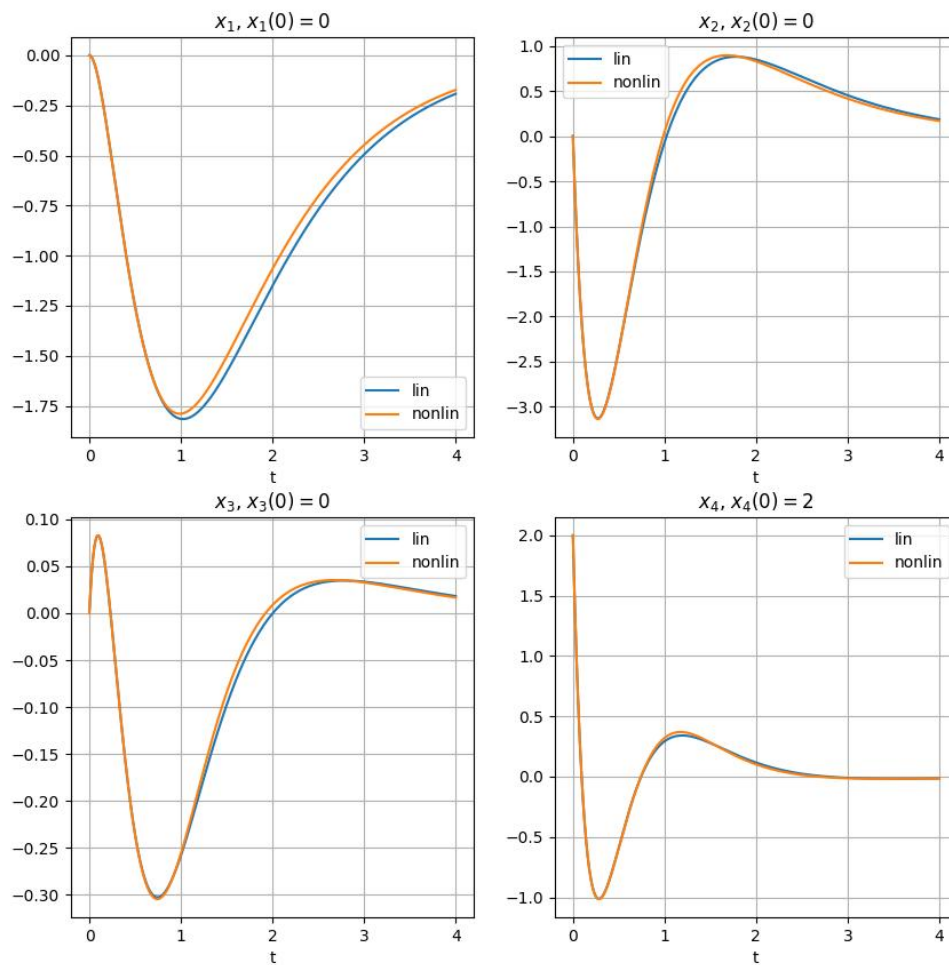 x₁, x₁(0) = 0
0.00
−0.25
−0.50
−0.75
−1.00
−1.25
−1.50
−1.75
lin
nonlin
0 1 2 3 4
t
x₂, x₂(0) = 0
1.0
0.5
0.0
−0.5
−1.0
−1.5
−2.0
−2.5
−3.0
lin
nonlin
0 1 2 3 4
t
x₃, x₃(0) = 0
0.10
0.05
0.00
−0.05
−0.10
−0.15
−0.20
−0.25
−0.30
lin
nonlin
0 1 2 3 4
t
x₄, x₄(0) = 2
2.0
1.5
1.0
0.5
0.0
−0.5
−1.0
lin
nonlin
0 1 2 3 4
t